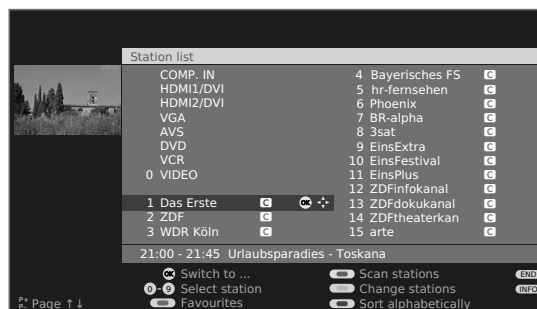 Station list
COMP. IN
HDMI1/DVI
HDMI2/DVI
VGA
AVS
DVD
VCR
0 VIDEO
1 Das Erste C OK
2 ZDF C
3 WDR Köln C
4 Bayerisches FS C
5 hr-fernsehen C
6 Phoenix C
7 BR-alpha C
8 3sat C
9 EinsExtra C
10 EinsFestival C
11 EinsPlus C
12 ZDFinfokanal C
13 ZDFdokukanal C
14 ZDFtheaterkan C
15 arte C
21:00 - 21:45 Urlaubsparadies - Toskana
OK Switch to ...
0-9 Select station
Favourites
Scan stations
Change stations
Sort alphabetically
END
INFO
P+ P- Page ↑↓